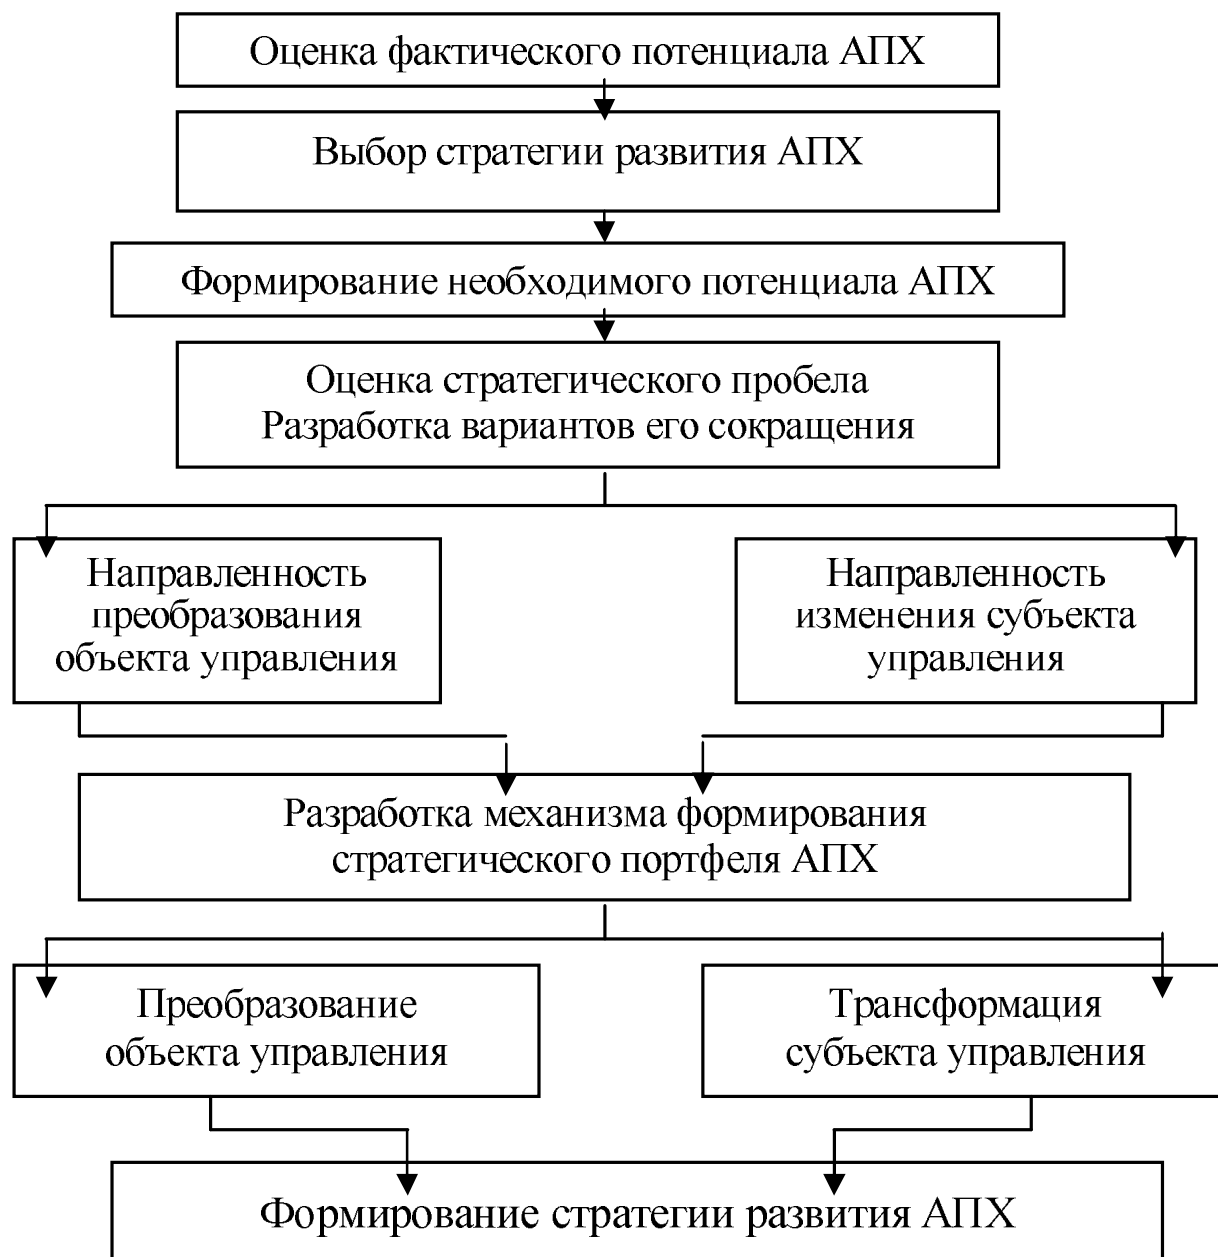 Оценка фактического потенциала АПХ
Выбор стратегии развития АПХ
Формирование необходимого потенциала АПХ
Оценка стратегического пробела
Разработка вариантов его сокращения
Направленность
преобразования
объекта управления
Направленность
изменения субъекта
управления
Разработка механизма формирования
стратегического портфеля АПХ
Преобразование
объекта управления
Трансформация
субъекта управления
Формирование стратегии развития АПХ